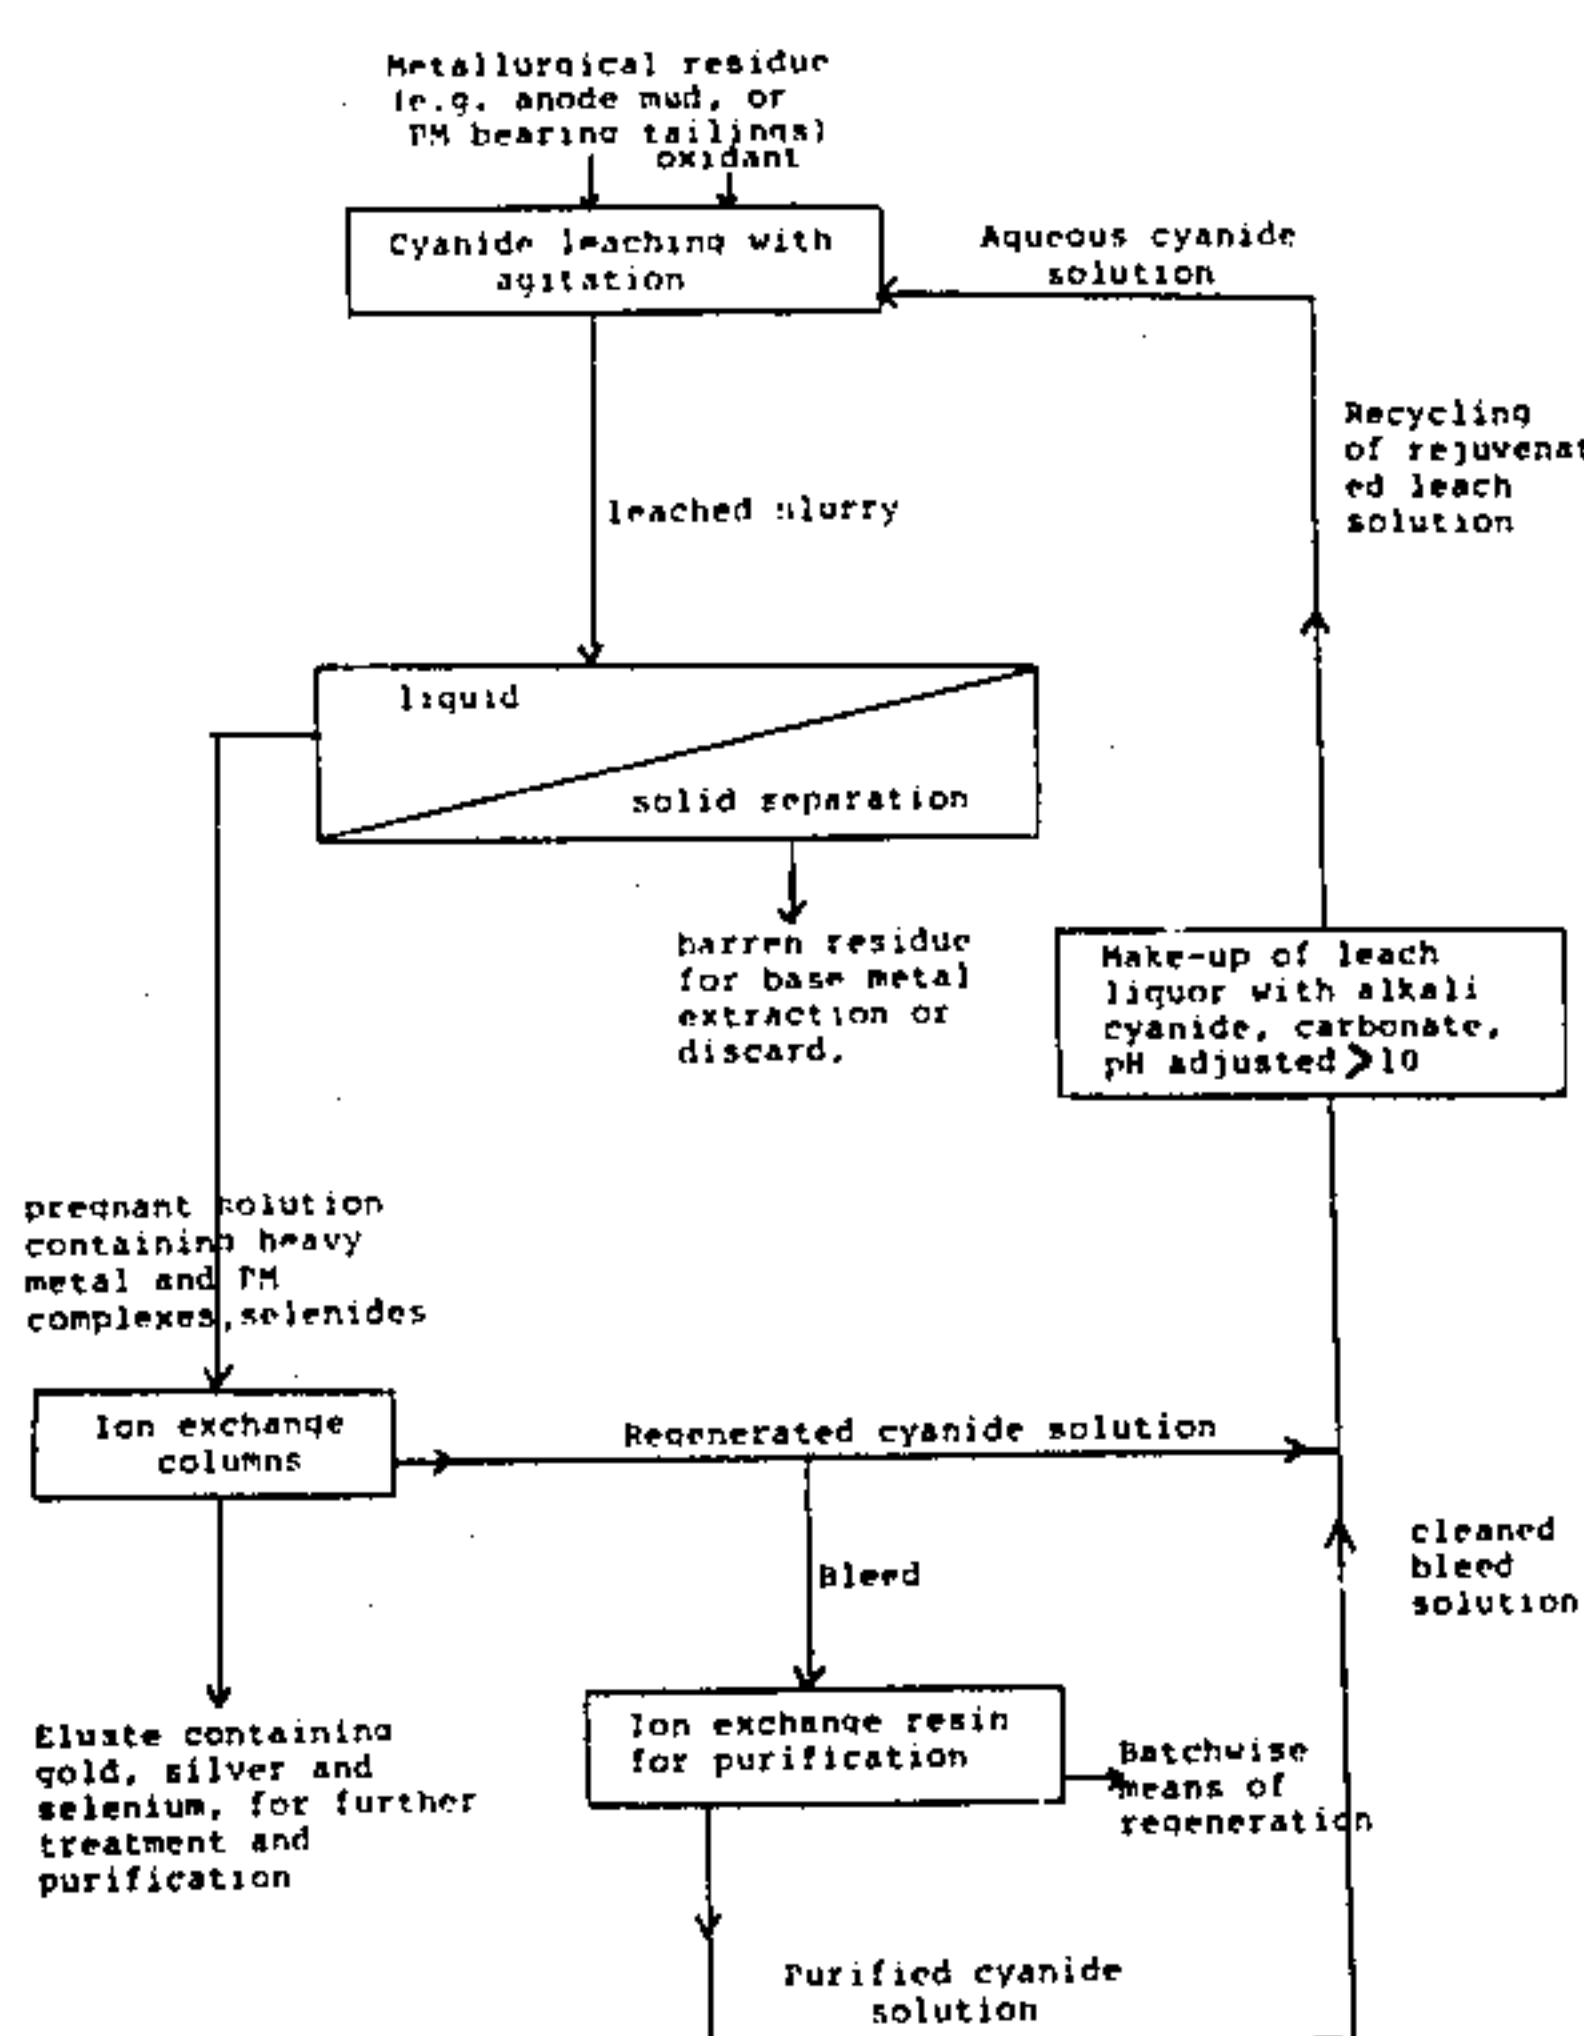 Metallurgical residue
(e.g. anode mud, or
PM bearing tailings)
oxidant
Cyanide leaching with
agitation
Aqueous cyanide
solution
Recycling
of rejuvenat
ed leach
solution
leached slurry
liquid
solid separation
barren residue
for base metal
extraction or
discard.
Make-up of leach
liquor with alkali
cyanide, carbonate,
pH adjusted >10
pregnant solution
containing heavy
metal and PM
complexes,selenides
Ion exchange
columns
Regenerated cyanide solution
Bleed
cleaned
bleed
solution
Eluate containing
gold, silver and
selenium, for further
treatment and
purification
Ion exchange resin
for purification
Batchwise
means of
regeneration
Purified cyanide
solution